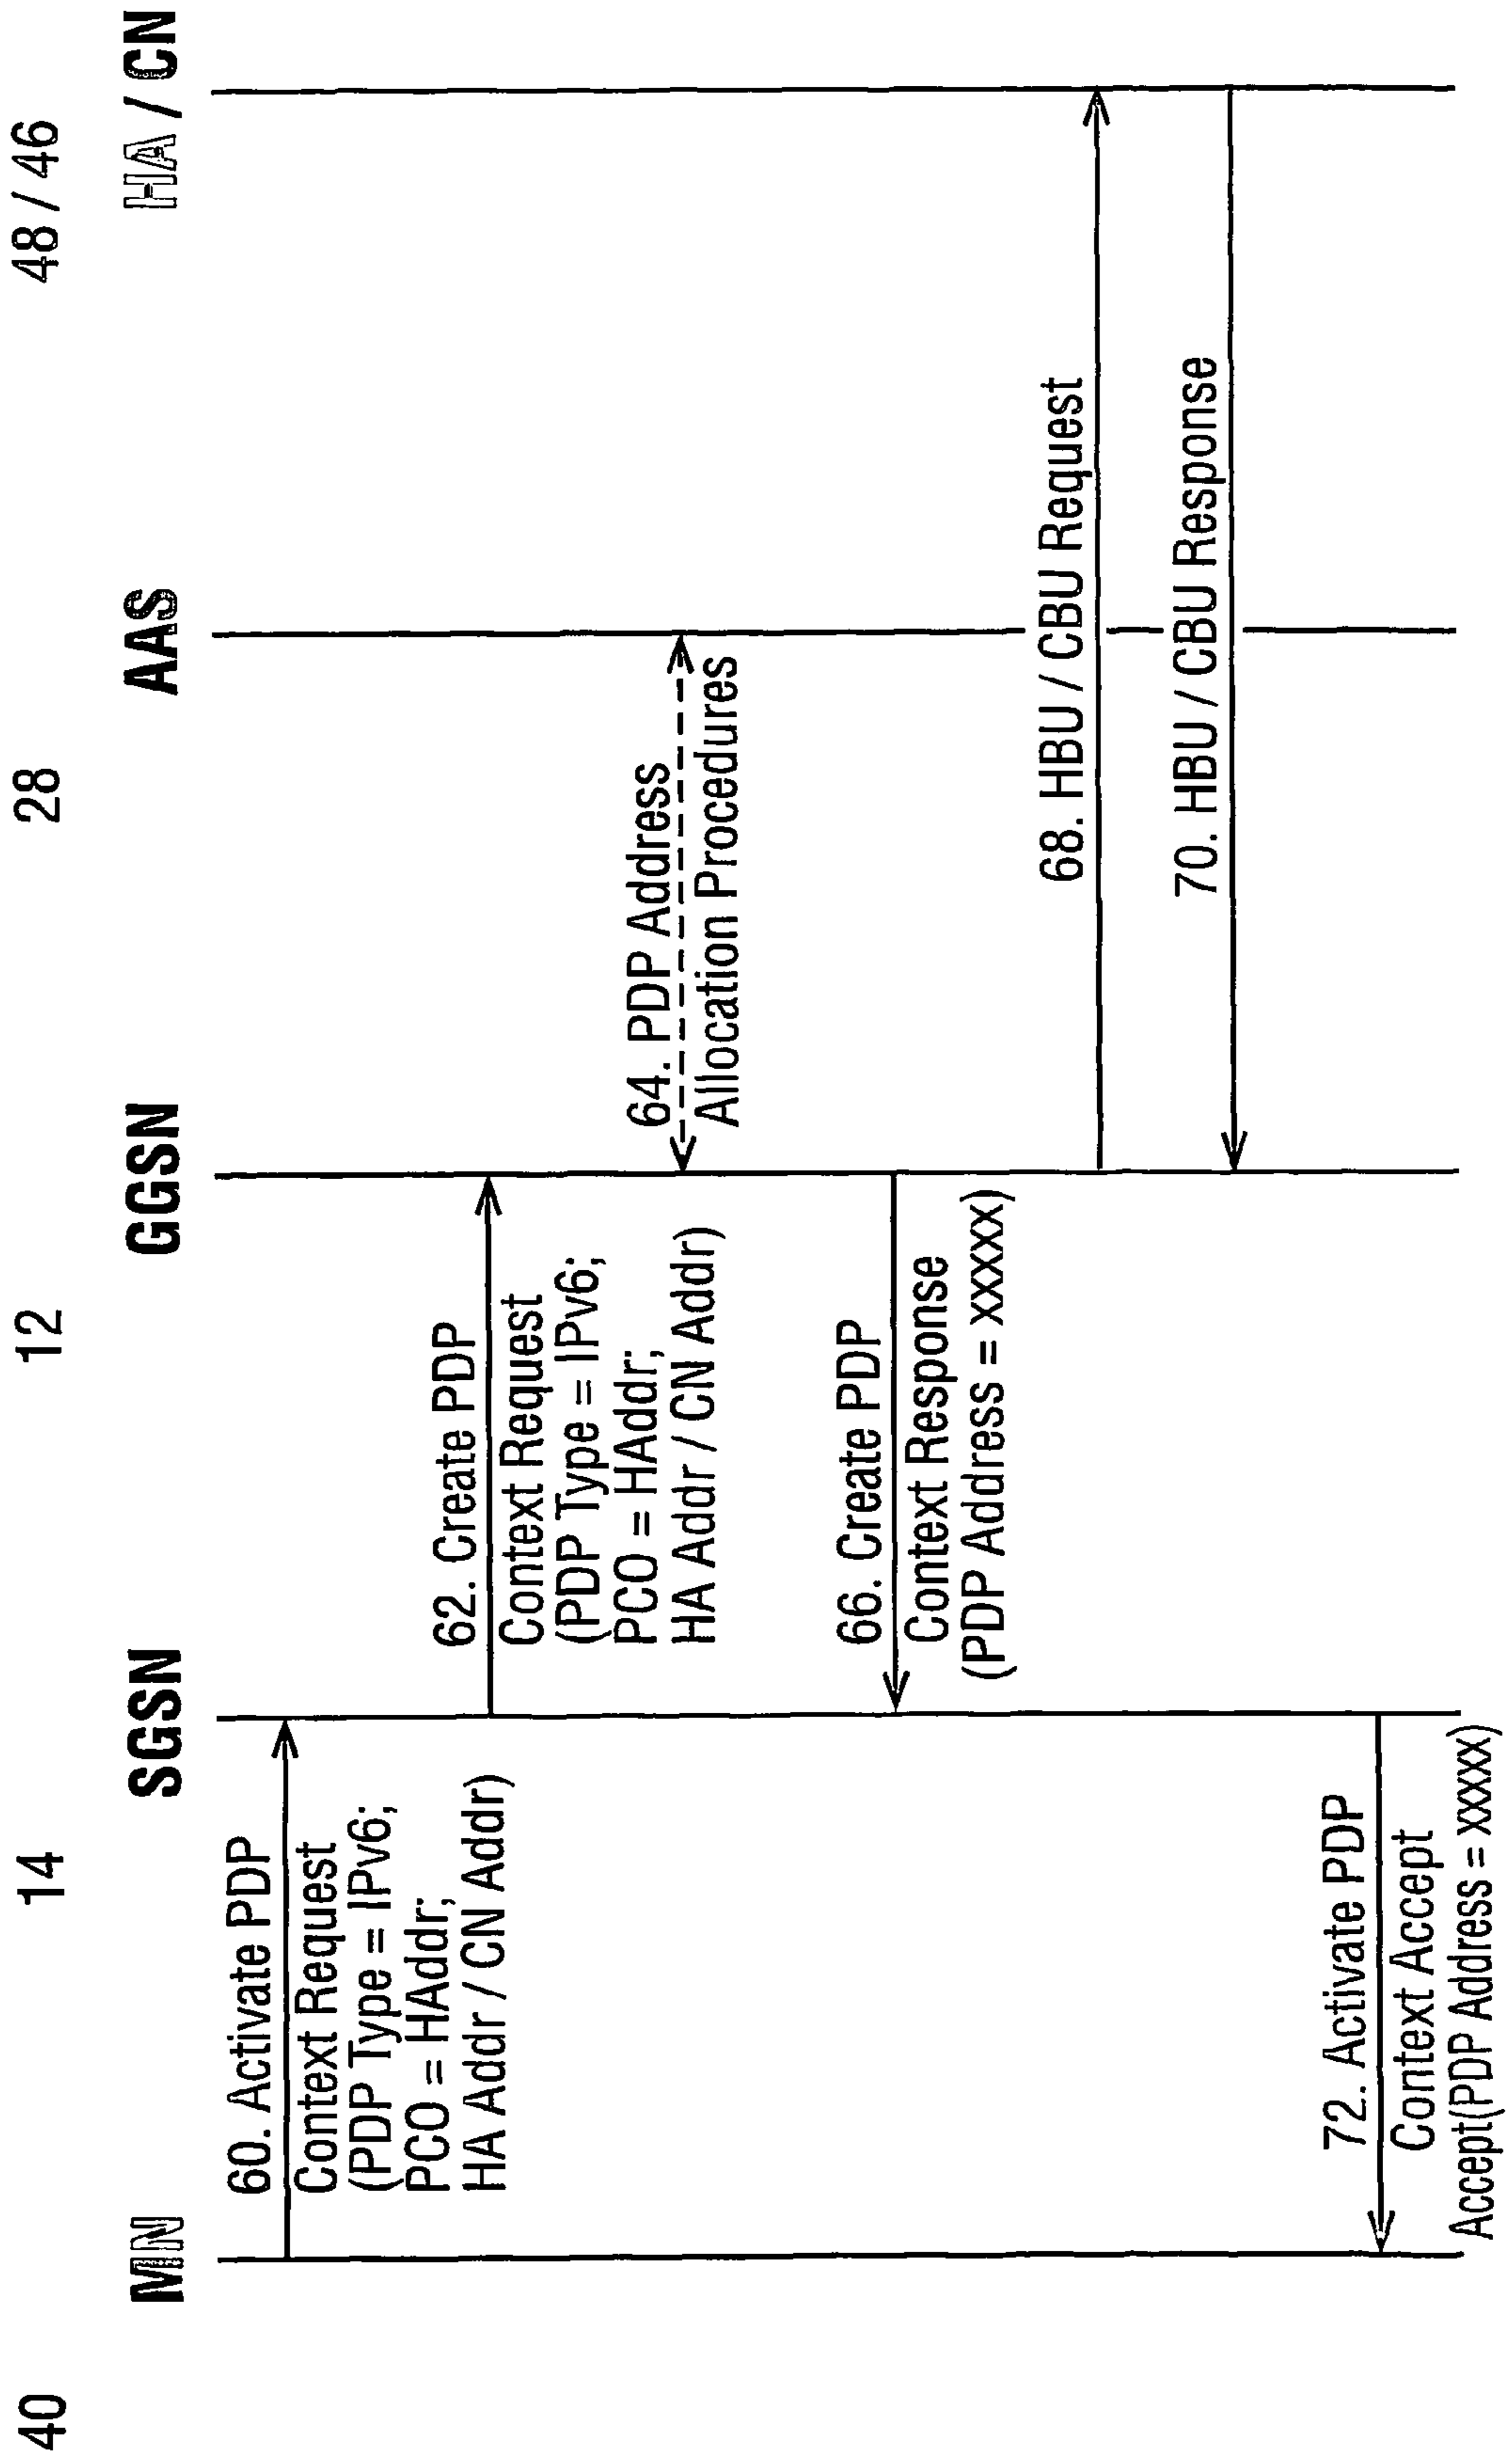 40
14
12
28
48 / 46
MN
SGSN
GGSN
AAS
HA / CN
60. Activate PDP
Context Request
(PDP Type = IPv6;
PCO = HAddr;
HA Addr / CN Addr)
62. Create PDP
Context Request
(PDP Type = IPv6;
PCO = HAddr;
HA Addr / CN Addr)
64. PDP Address
Allocation Procedures
66. Create PDP
Context Response
(PDP Address = xxxx)
68. HBU / CBU Request
70. HBU / CBU Response
72. Activate PDP
Context Accept
Accept(PDP Address = xxxxx)